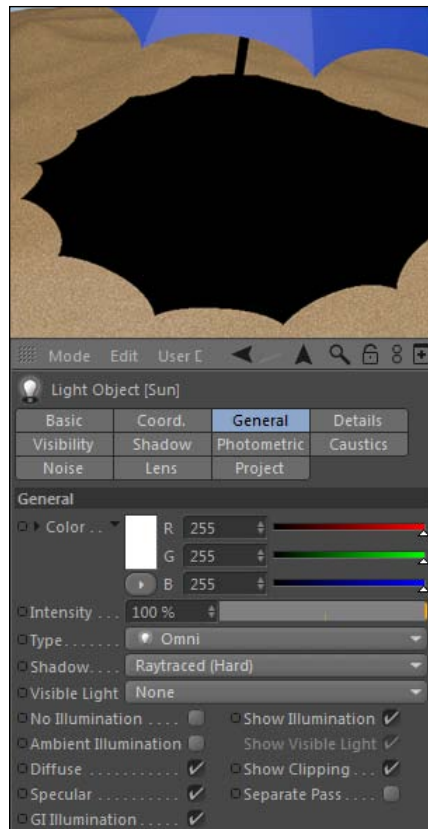 Mode Edit User D
Light Object [Sun]
Basic Coord. General Details
Visibility Shadow Photometric Caustics
Noise Lens Project
General
Color . . R 255
G 255
B 255
Intensity . . . 100 %
Type. . . . . . . Omni
Shadow. . . . Raytraced (Hard)
Visible Light None
No Illumination . . . . Show Illumination
Ambient Illumination Show Visible Light
Diffuse . . . . . . . . . . . Show Clipping . . .
Specular . . . . . . . . . . Separate Pass . . . .
GI Illumination . . . . .